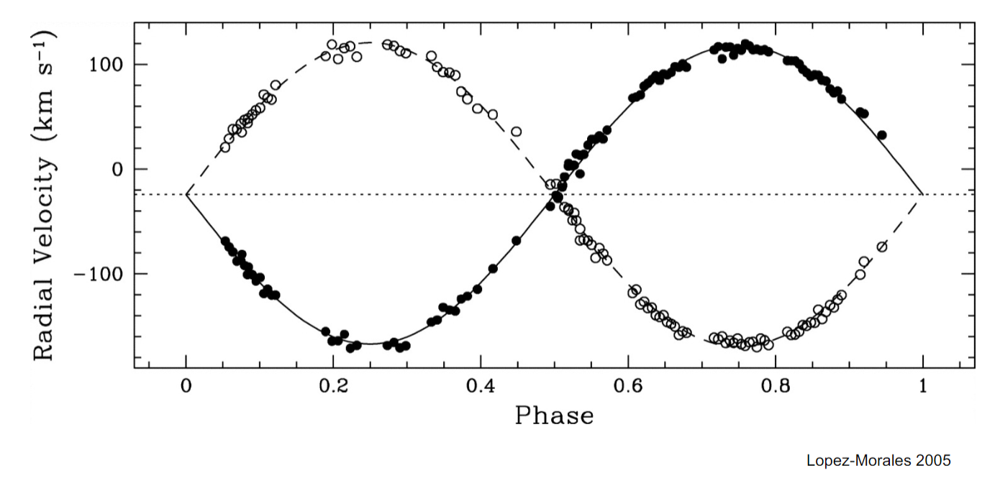 Radial Velocity (km s⁻¹)
100
0
−100
0 0.2 0.4 0.6 0.8 1
Phase
Lopez-Morales 2005